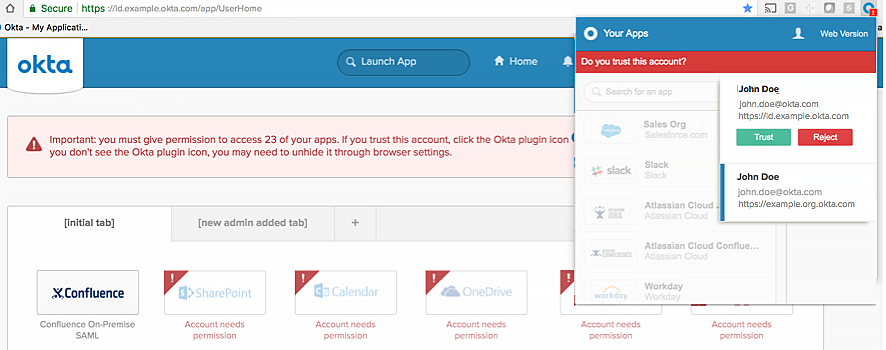 Secure https://id.example.okta.com/app/UserHome
Okta - My Applicati...
okta
Launch App
Home
Important: you must give permission to access 23 of your apps. If you trust this account, click the Okta plugin icon
you don't see the Okta plugin icon, you may need to unhide it through browser settings.
[initial tab]
[new admin added tab]
+
Confluence
Confluence On-Premise
SAML
SharePoint
Account needs
permission
Calendar
Account needs
permission
OneDrive
Account needs
permission
Account needs
permission
Account needs
permission
Your Apps
Web Version
Do you trust this account?
Search for an app
Sales Org
Salesforce.com
slack
Slack
Slack
ATLASSIAN
JIRA
Atlassian Cloud
Atlassian Cloud
CONFLUENCE
Atlassian Cloud Conflue...
Atlassian Cloud
workday
Workday
Workday
John Doe
john.doe@okta.com
https://id.example.okta.com
Trust
Reject
John Doe
john.doe@okta.com
https://example.org.okta.com